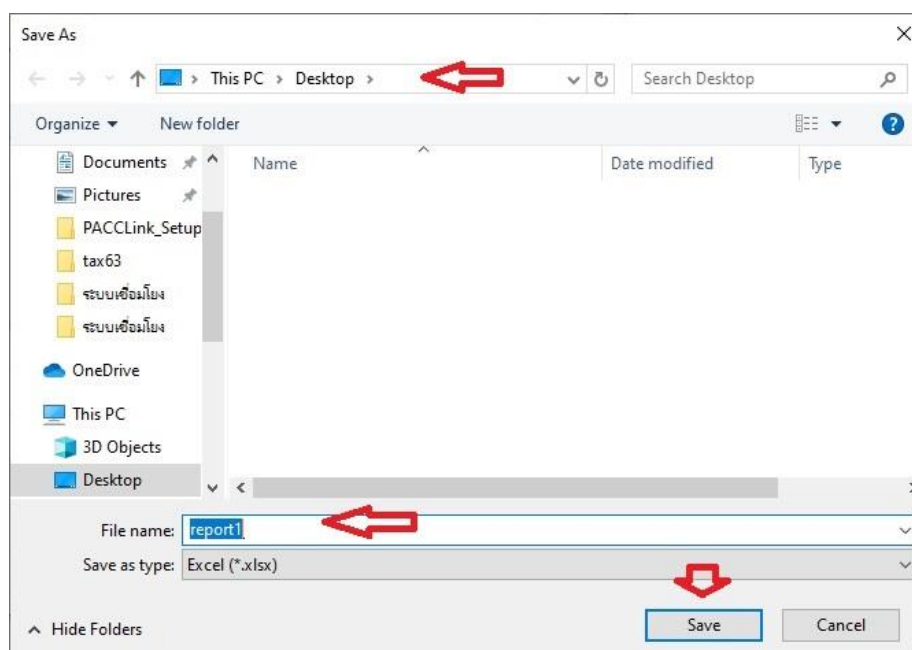 Save As
This PC > Desktop >
Search Desktop
Organize
New folder
Documents
Name
Date modified
Type
Pictures
PACCLink_Setup
tax63
ระบบเชื่อมโยง
ระบบเชื่อมโยง
OneDrive
This PC
3D Objects
Desktop
File name: report1
Save as type: Excel (*.xlsx)
Hide Folders
Save
Cancel